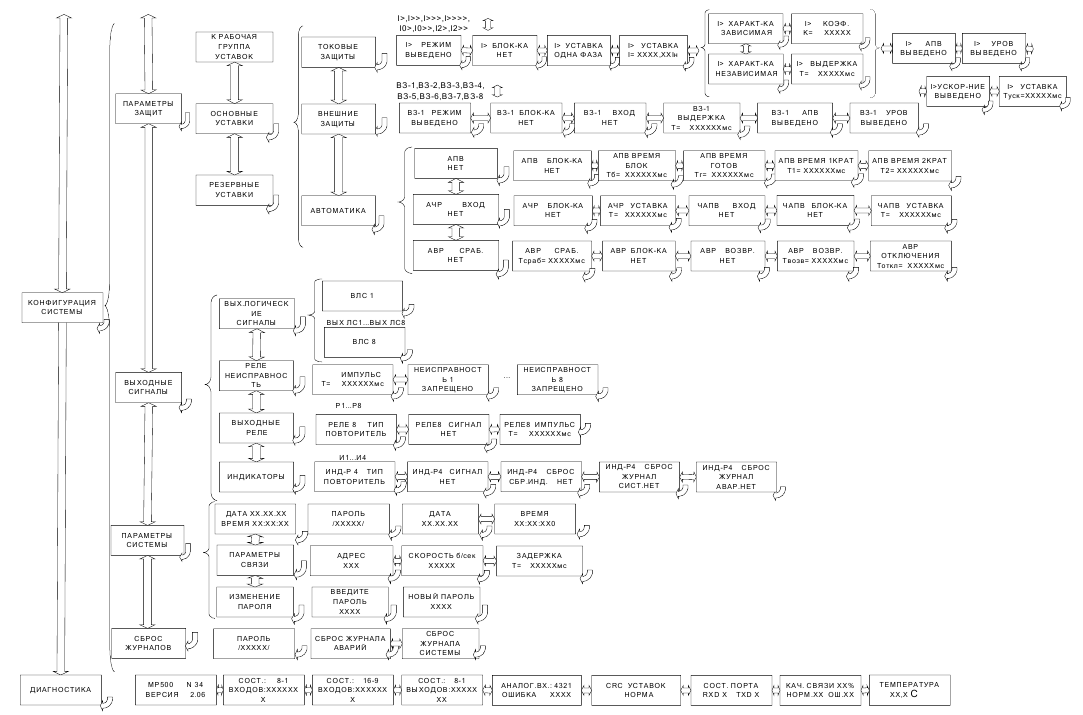 I>,I>>,I>>>,I>>>>,
I0>,I0>>,I2>,I2>>
К РАБОЧАЯ
ГРУППА
УСТАВОК
ТОКОВЫЕ
ЗАЩИТЫ
I> РЕЖИМ
ВЫВЕДЕНО
I> БЛОК-КА
НЕТ
I> УСТАВКА
ОДНА ФАЗА
I> УСТАВКА
I= XXXX,XXIн
I> ХАРАКТ-КА
ЗАВИСИМАЯ
I> КОЭФ.
К= XXXXX
I> ХАРАКТ-КА
НЕЗАВИСИМАЯ
I> ВЫДЕРЖКА
Т= XXXXXмс
I> АПВ
ВЫВЕДЕНО
I> УРОВ
ВЫВЕДЕНО
I>УСКОР-НИЕ
ВЫВЕДЕНО
I> УСТАВКА
Туск=XXXXXмс
ПАРАМЕТРЫ
ЗАЩИТ
ОСНОВНЫЕ
УСТАВКИ
ВНЕШНИЕ
ЗАЩИТЫ
ВЗ-1,ВЗ-2,ВЗ-3,ВЗ-4,
ВЗ-5,ВЗ-6,ВЗ-7,ВЗ-8
ВЗ-1 РЕЖИМ
ВЫВЕДЕНО
ВЗ-1 БЛОК-КА
НЕТ
ВЗ-1 ВХОД
НЕТ
ВЗ-1
ВЫДЕРЖКА
Т= XXXXXXмс
ВЗ-1 АПВ
ВЫВЕДЕНО
ВЗ-1 УРОВ
ВЫВЕДЕНО
РЕЗЕРВНЫЕ
УСТАВКИ
АВТОМАТИКА
АПВ
НЕТ
АПВ БЛОК-КА
НЕТ
АПВ ВРЕМЯ
БЛОК
Тб= XXXXXXмс
АПВ ВРЕМЯ
ГОТОВ
Тг= XXXXXXмс
АПВ ВРЕМЯ 1КРАТ
Т1= XXXXXXмс
АПВ ВРЕМЯ 2КРАТ
Т2= XXXXXXмс
АЧР ВХОД
НЕТ
АЧР БЛОК-КА
НЕТ
АЧР УСТАВКА
Т= XXXXXXмс
ЧАПВ ВХОД
НЕТ
ЧАПВ БЛОК-КА
НЕТ
ЧАПВ УСТАВКА
Т= XXXXXXмс
АВР СРАБ.
НЕТ
АВР СРАБ.
Тсраб= XXXXXмс
АВР БЛОК-КА
НЕТ
АВР ВОЗВР.
НЕТ
АВР ВОЗВР.
Твозв= XXXXXмс
АВР
ОТКЛЮЧЕНИЯ
Тоткл= XXXXXмс
КОНФИГУРАЦИЯ
СИСТЕМЫ
ВЫХ.ЛОГИЧЕСК
ИЕ
СИГНАЛЫ
ВЛС 1
ВЫХ ЛС1...ВЫХ ЛС8
ВЛС 8
ВЫХОДНЫЕ
СИГНАЛЫ
РЕЛЕ
НЕИСПРАВНОС
ТЬ
ИМПУЛЬС
Т= XXXXXXмс
НЕИСПРАВНОСТ
Ь 1
ЗАПРЕЩЕНО
...
НЕИСПРАВНОСТ
Ь 8
ЗАПРЕЩЕНО
ВЫХОДНЫЕ
РЕЛЕ
Р1...Р8
РЕЛЕ 8 ТИП
ПОВТОРИТЕЛЬ
РЕЛЕ8 СИГНАЛ
НЕТ
РЕЛЕ8 ИМПУЛЬС
Т= XXXXXXмс
ИНДИКАТОРЫ
И1...И4
ИНД-Р 4 ТИП
ПОВТОРИТЕЛЬ
ИНД-Р4 СИГНАЛ
НЕТ
ИНД-Р4 СБРОС
СБР.ИНД. НЕТ
ИНД-Р4 СБРОС
ЖУРНАЛ
СИСТ.НЕТ
ИНД-Р4 СБРОС
ЖУРНАЛ
АВАР.НЕТ
ПАРАМЕТРЫ
СИСТЕМЫ
ДАТА XX.XX.XX
ВРЕМЯ XX:XX:XX
ПАРОЛЬ
/XXXXX/
ДАТА
XX.XX.XX
ВРЕМЯ
XX:XX:XX0
ПАРАМЕТРЫ
СВЯЗИ
АДРЕС
XXX
СКОРОСТЬ б/сек
XXXXX
ЗАДЕРЖКА
Т= XXXXXмс
ИЗМЕНЕНИЕ
ПАРОЛЯ
ВВЕДИТЕ
ПАРОЛЬ
XXXX
НОВЫЙ ПАРОЛЬ
XXXX
СБРОС
ЖУРНАЛОВ
ПАРОЛЬ
/XXXXX/
СБРОС ЖУРНАЛА
АВАРИЙ
СБРОС
ЖУРНАЛА
СИСТЕМЫ
ДИАГНОСТИКА
МР500 N 34
ВЕРСИЯ 2.06
СОСТ.: 8-1
ВХОДОВ:XXXXXXX
X
СОСТ.: 16-9
ВХОДОВ:XXXXXXX
X
СОСТ.: 8-1
ВЫХОДОВ:XXXXXX
XX
АНАЛОГ.ВХ.: 4321
ОШИБКА XXXX
CRC УСТАВОК
НОРМА
СОСТ. ПОРТА
RXD X TXD X
КАЧ. СВЯЗИ XX%
НОРМ.XX ОШ.XX
ТЕМПЕРАТУРА
XX,X С